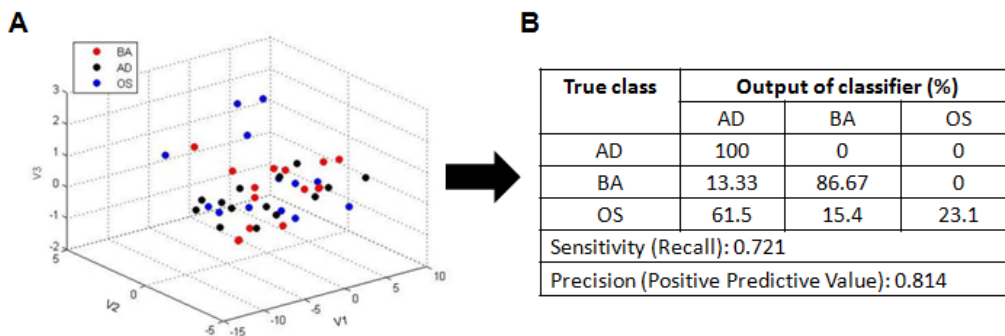 A
BA
AD
OS
3
2
1
0
-1
-2
V3
5
0
-5
V2
-15
-10
-5
0
5
10
V1
B
True class Output of classifier (%)
AD BA OS
AD 100 0 0
BA 13.33 86.67 0
OS 61.5 15.4 23.1
Sensitivity (Recall): 0.721
Precision (Positive Predictive Value): 0.814